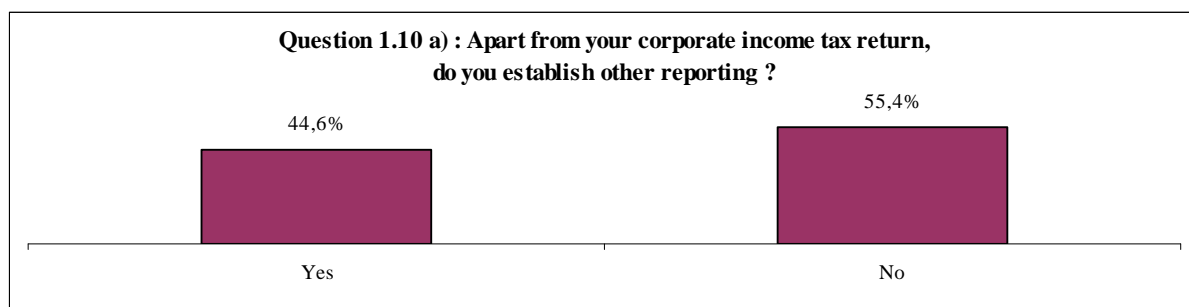 Question 1.10 a) : Apart from your corporate income tax return,
do you establish other reporting ?
44,6%
55,4%
Yes
No